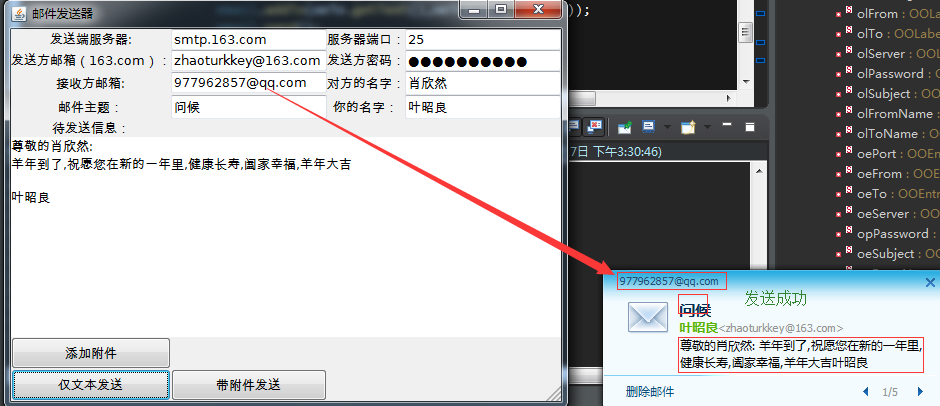 邮件发送器
发送端服务器: smtp.163.com 服务器端口: 25
发送方邮箱（163.com）: zhaoturkkey@163.com 发送方密码: ●●●●●●●●●●
接收方邮箱: 977962857@qq.com 对方的名字: 肖欣然
邮件主题: 问候 你的名字: 叶昭良
待发送信息:
尊敬的肖欣然:
羊年到了,祝愿您在新的一年里,健康长寿,阖家幸福,羊年大吉
叶昭良
添加附件
仅文本发送 带附件发送
));
7日 下午3:30:46)
olFrom : OOLabe
olTo : OOLabe
olServer : OOLa
olPassword
olSubject : OOL
olFromName
olToName : O
oePort : OOEn
oeFrom : OOE
oeTo : OOEntr
oeServer : OO
opPassword :
oeSubject : OO
977962857@qq.com
发送成功
问候
叶昭良<zhaoturkkey@163.com>
尊敬的肖欣然: 羊年到了,祝愿您在新的一年里,
健康长寿,阖家幸福,羊年大吉叶昭良
删除邮件 1/5